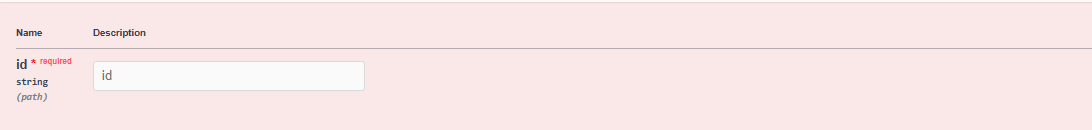 Name Description
id * required
string
(path)
id